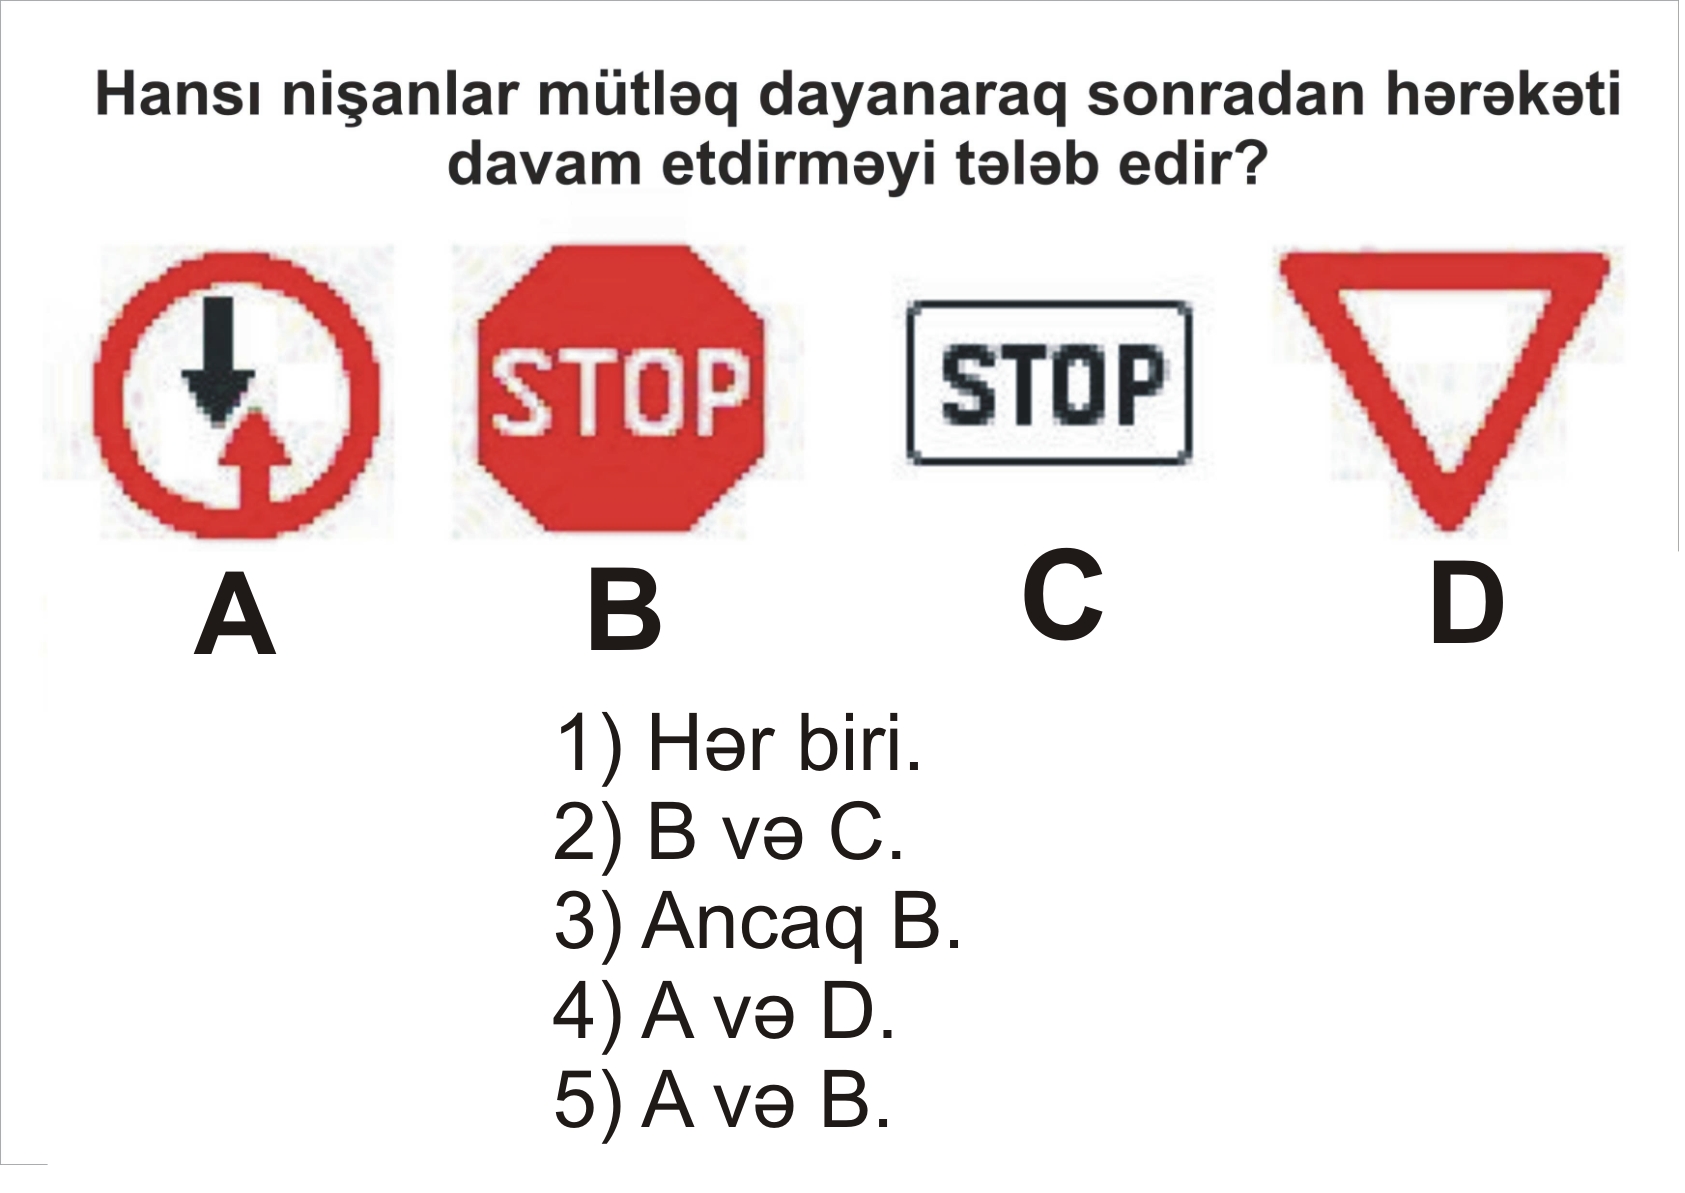 Hansı nişanlar mütləq dayanaraq sonradan hərəkəti
davam etdirməyi tələb edir?
STOP
STOP
A
B
C
D
1) Hər biri.
2) B və C.
3) Ancaq B.
4) A və D.
5) A və B.